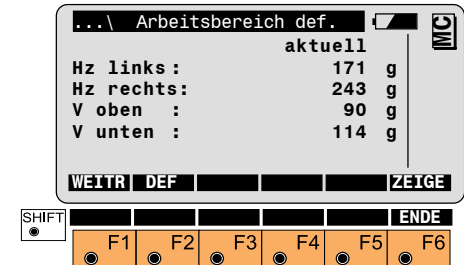 ...\ Arbeitsbereich def. MC
aktuell
Hz links: 171 g
Hz rechts: 243 g
V oben : 90 g
V unten : 114 g
WEITR DEF ZEIGE
SHIFT ENDE
F1 F2 F3 F4 F5 F6